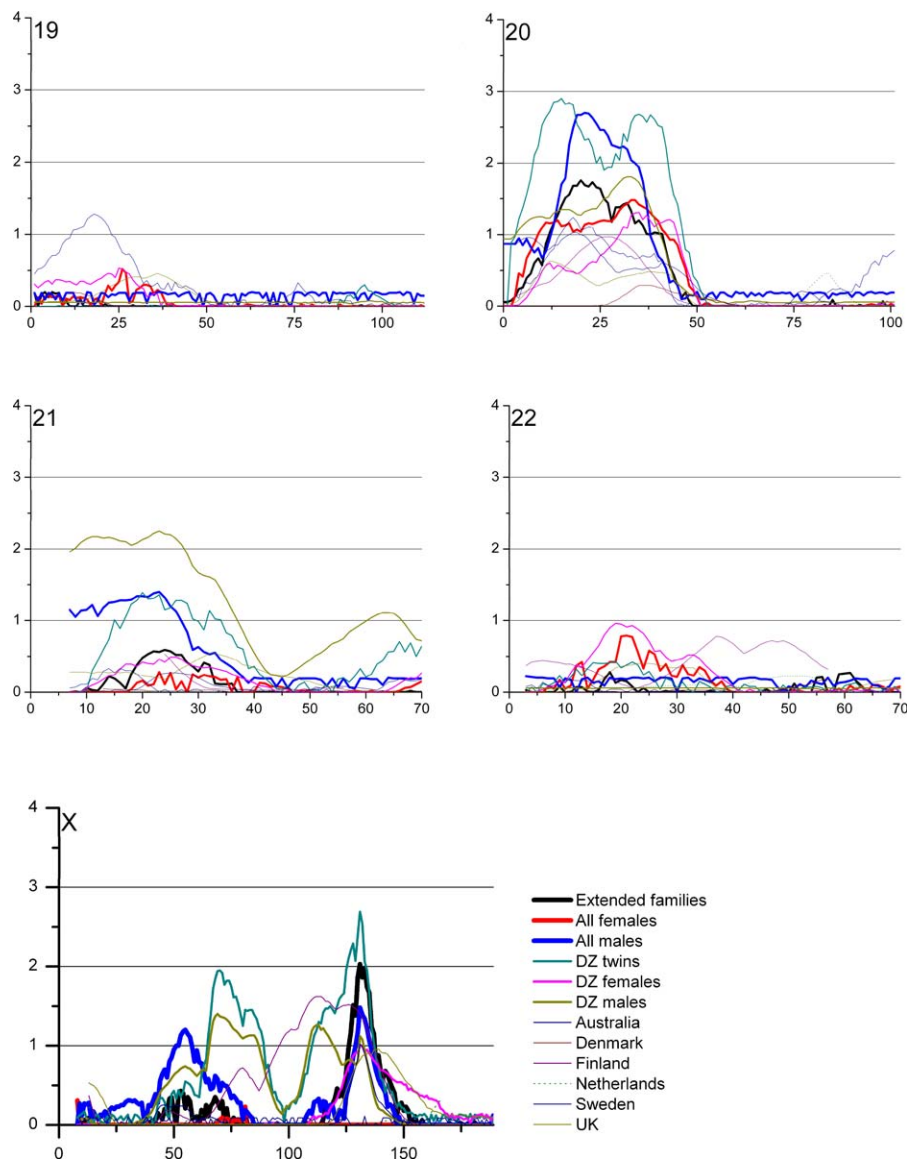 19
4
3
2
1
0
0 25 50 75 100
20
4
3
2
1
0
0 25 50 75 100
21
4
3
2
1
0
0 10 20 30 40 50 60 70
22
4
3
2
1
0
0 10 20 30 40 50 60 70
X
4
3
2
1
0
0 50 100 150
Extended families
All females
All males
DZ twins
DZ females
DZ males
Australia
Denmark
Finland
Netherlands
Sweden
UK